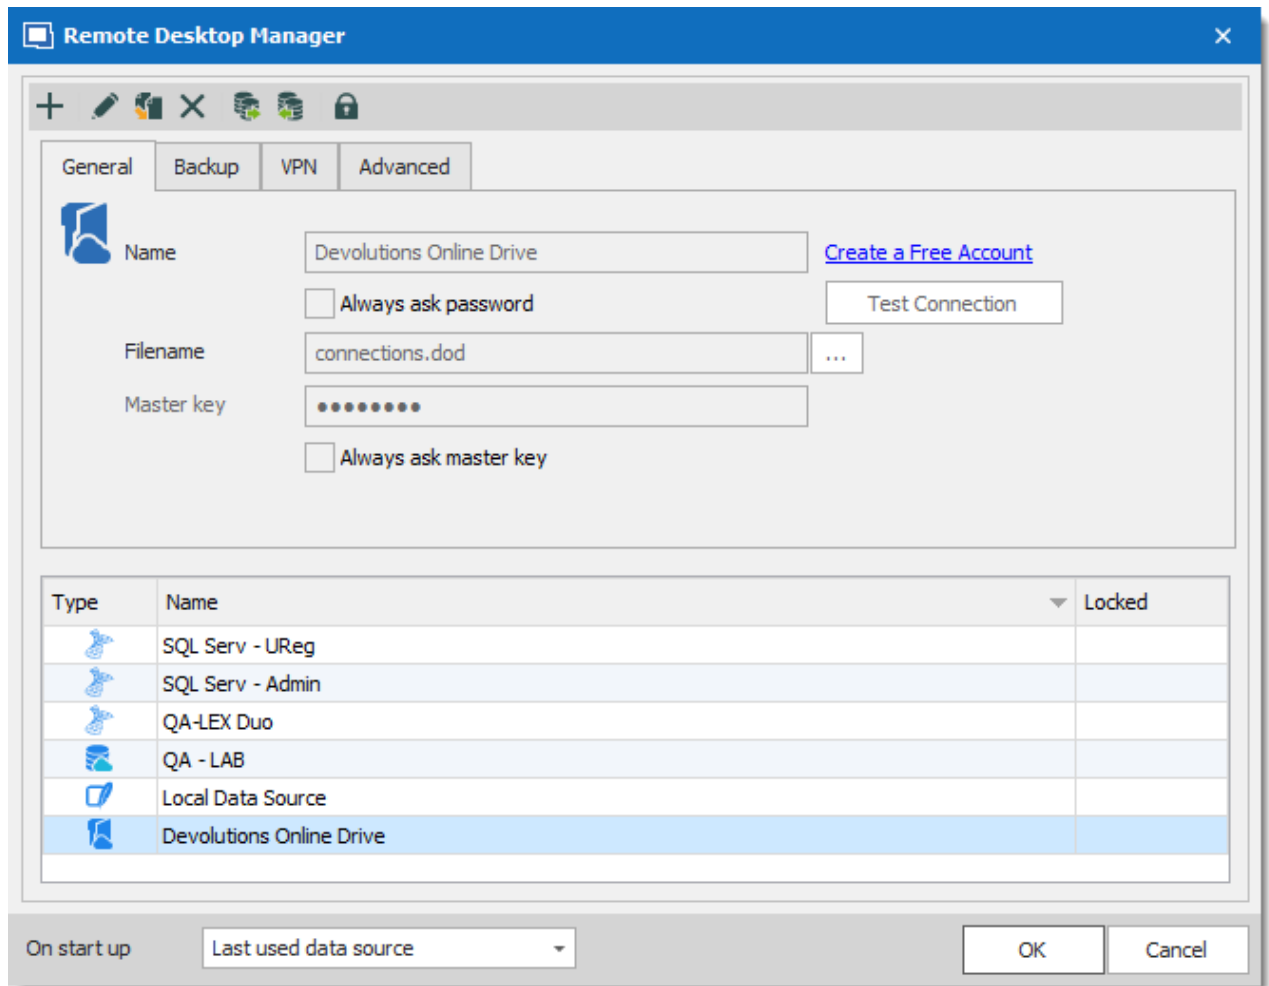 Remote Desktop Manager
General Backup VPN Advanced
Name Devolutions Online Drive Create a Free Account
Always ask password Test Connection
Filename connections.dod ...
Master key ●●●●●●●●
Always ask master key
Type Name Locked
SQL Serv - UReg
SQL Serv - Admin
QA-LEX Duo
QA - LAB
Local Data Source
Devolutions Online Drive
On start up Last used data source OK Cancel